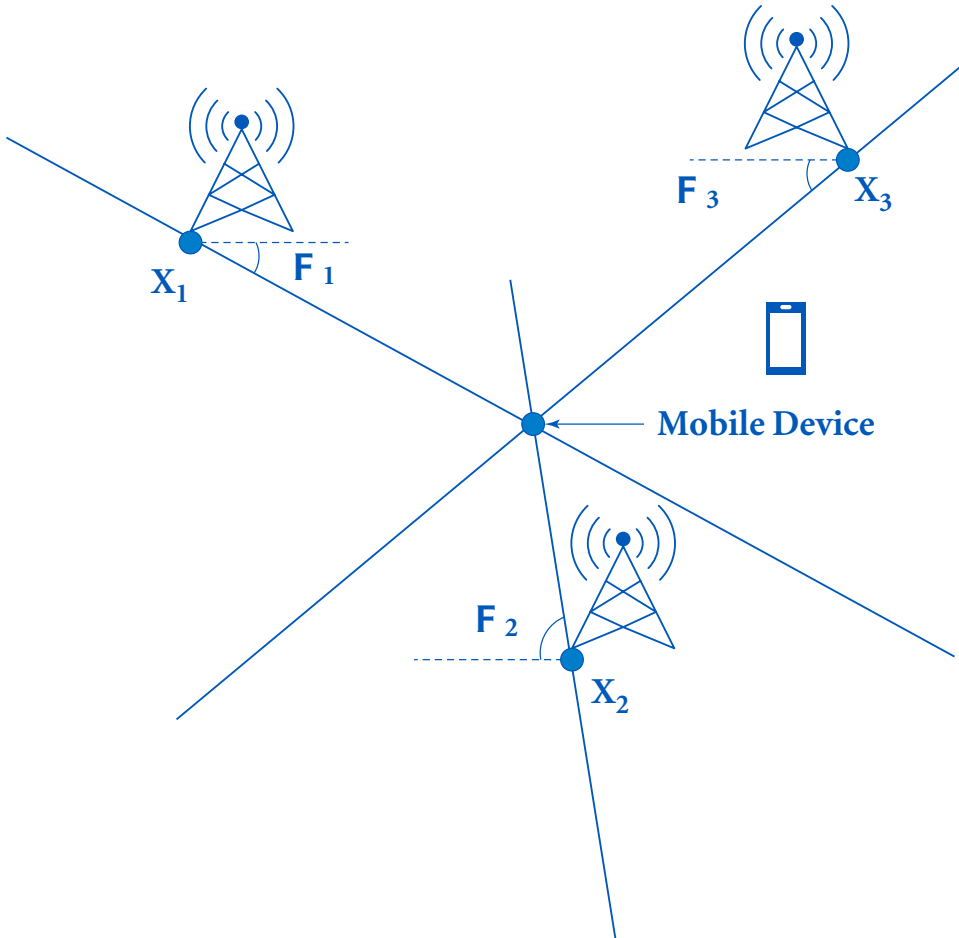 X₃
F ₃
F ₁
X₁
Mobile Device
F ₂
X₂